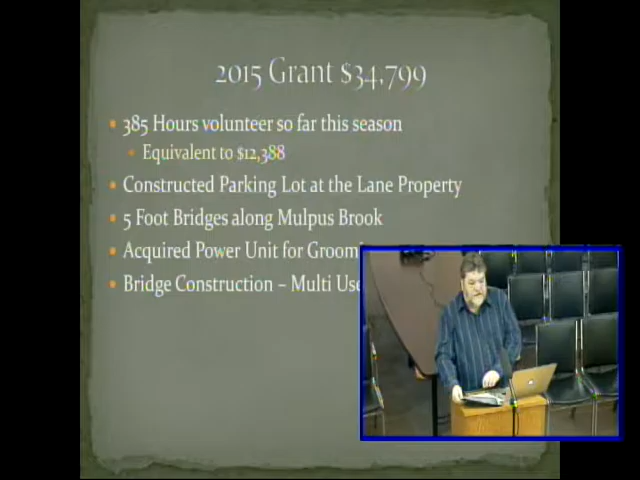 2015 Grant $34,799
385 Hours volunteer so far this season
Equivalent to $12,388
Constructed Parking Lot at the Lane Property
5 Foot Bridges along Mulpus Brook
Acquired Power Unit for
Bridge Construction – Multi